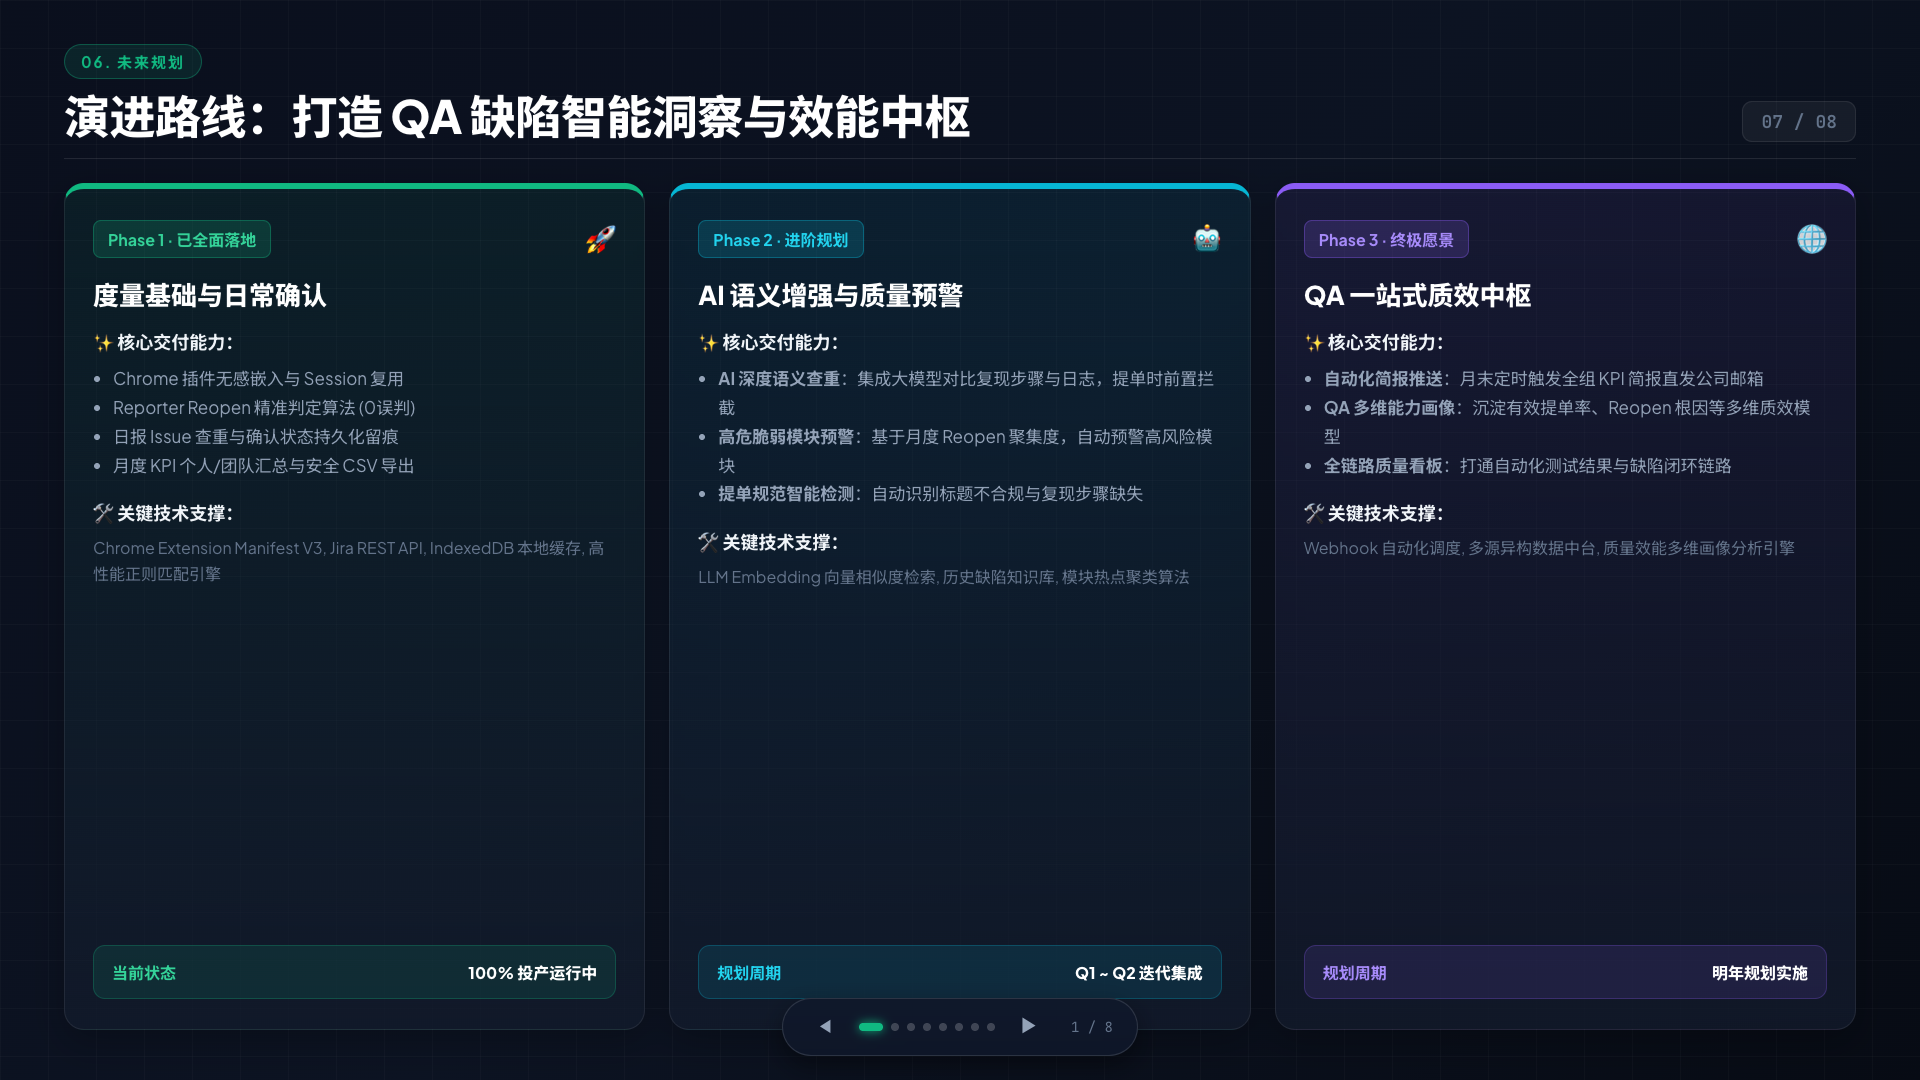 06. 未来规划
演进路线：打造 QA 缺陷智能洞察与效能中枢
07 / 08
Phase 1 · 已全面落地
度量基础与日常确认
✨ 核心交付能力：
• Chrome 插件无感嵌入与 Session 复用
• Reporter Reopen 精准判定算法 (0误判)
• 日报 Issue 查重与确认状态持久化留痕
• 月度 KPI 个人/团队汇总与安全 CSV 导出
🛠 关键技术支撑：
Chrome Extension Manifest V3, Jira REST API, IndexedDB 本地缓存, 高
性能正则匹配引擎
当前状态
100% 投产运行中
Phase 2 · 进阶规划
AI 语义增强与质量预警
✨ 核心交付能力：
• AI 深度语义查重：集成大模型对比复现步骤与日志，提单时前置拦
截
• 高危脆弱模块预警：基于月度 Reopen 聚集度，自动预警高风险模
块
• 提单规范智能检测：自动识别标题不合规与复现步骤缺失
🛠 关键技术支撑：
LLM Embedding 向量相似度检索, 历史缺陷知识库, 模块热点聚类算法
规划周期
Q1 ~ Q2 迭代集成
Phase 3 · 终极愿景
QA 一站式质效中枢
✨ 核心交付能力：
• 自动化简报推送：月末定时触发全组 KPI 简报直发公司邮箱
• QA 多维能力画像：沉淀有效提单率、Reopen 根因等多维质效模
型
• 全链路质量看板：打通自动化测试结果与缺陷闭环链路
🛠 关键技术支撑：
Webhook 自动化调度, 多源异构数据中台, 质量效能多维画像分析引擎
规划周期
明年规划实施
1 / 8